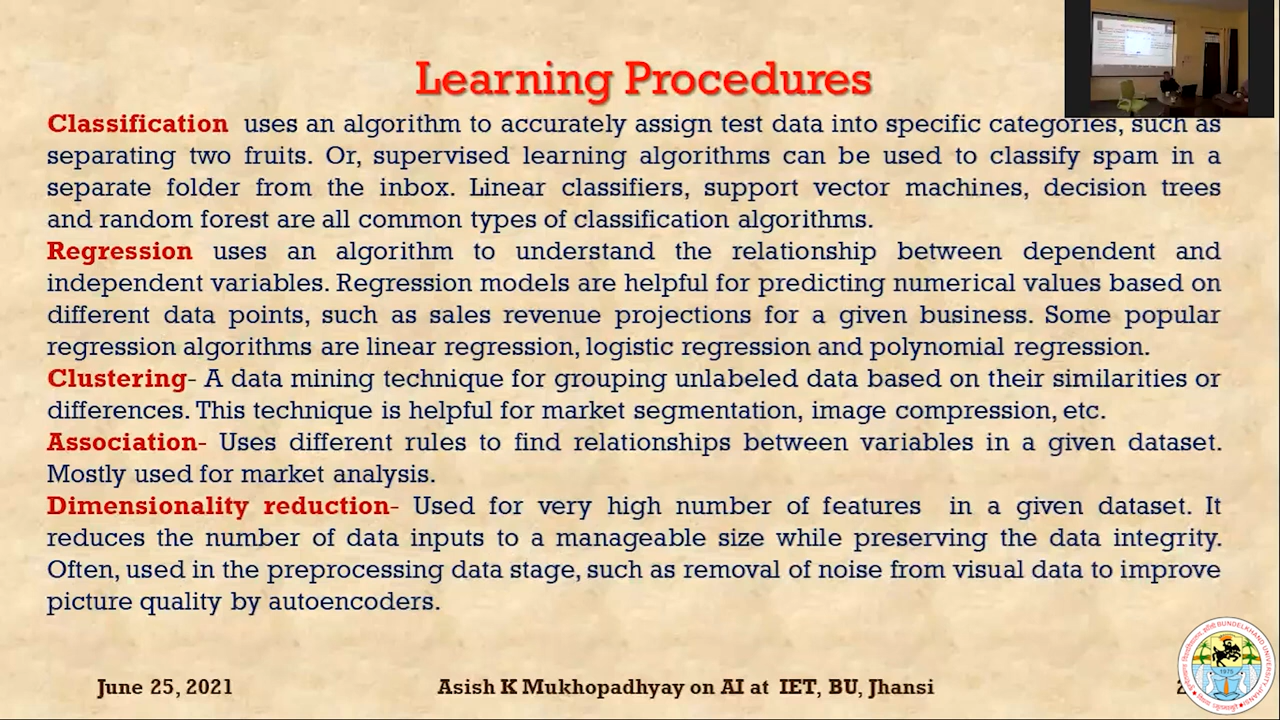 Learning Procedures
Classification uses an algorithm to accurately assign test data into specific categories, such as
separating two fruits. Or, supervised learning algorithms can be used to classify spam in a
separate folder from the inbox. Linear classifiers, support vector machines, decision trees
and random forest are all common types of classification algorithms.
Regression uses an algorithm to understand the relationship between dependent and
independent variables. Regression models are helpful for predicting numerical values based on
different data points, such as sales revenue projections for a given business. Some popular
regression algorithms are linear regression, logistic regression and polynomial regression.
Clustering- A data mining technique for grouping unlabeled data based on their similarities or
differences. This technique is helpful for market segmentation, image compression, etc.
Association- Uses different rules to find relationships between variables in a given dataset.
Mostly used for market analysis.
Dimensionality reduction- Used for very high number of features in a given dataset. It
reduces the number of data inputs to a manageable size while preserving the data integrity.
Often, used in the preprocessing data stage, such as removal of noise from visual data to improve
picture quality by autoencoders.
June 25, 2021
Asish K Mukhopadhyay on AI at IET, BU, Jhansi
BUNDELKHAND UNIVERSITY JHANSI
1975